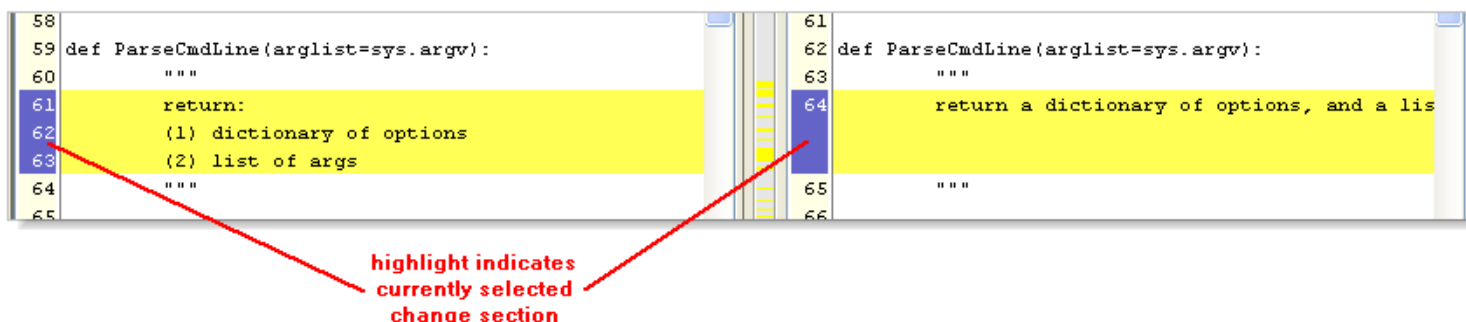 58
59 def ParseCmdLine(arglist=sys.argv):
60 """
61 return:
62 (1) dictionary of options
63 (2) list of args
64 """
65
61
62 def ParseCmdLine(arglist=sys.argv):
63 """
64 return a dictionary of options, and a lis
65 """
66
highlight indicates
currently selected
change section